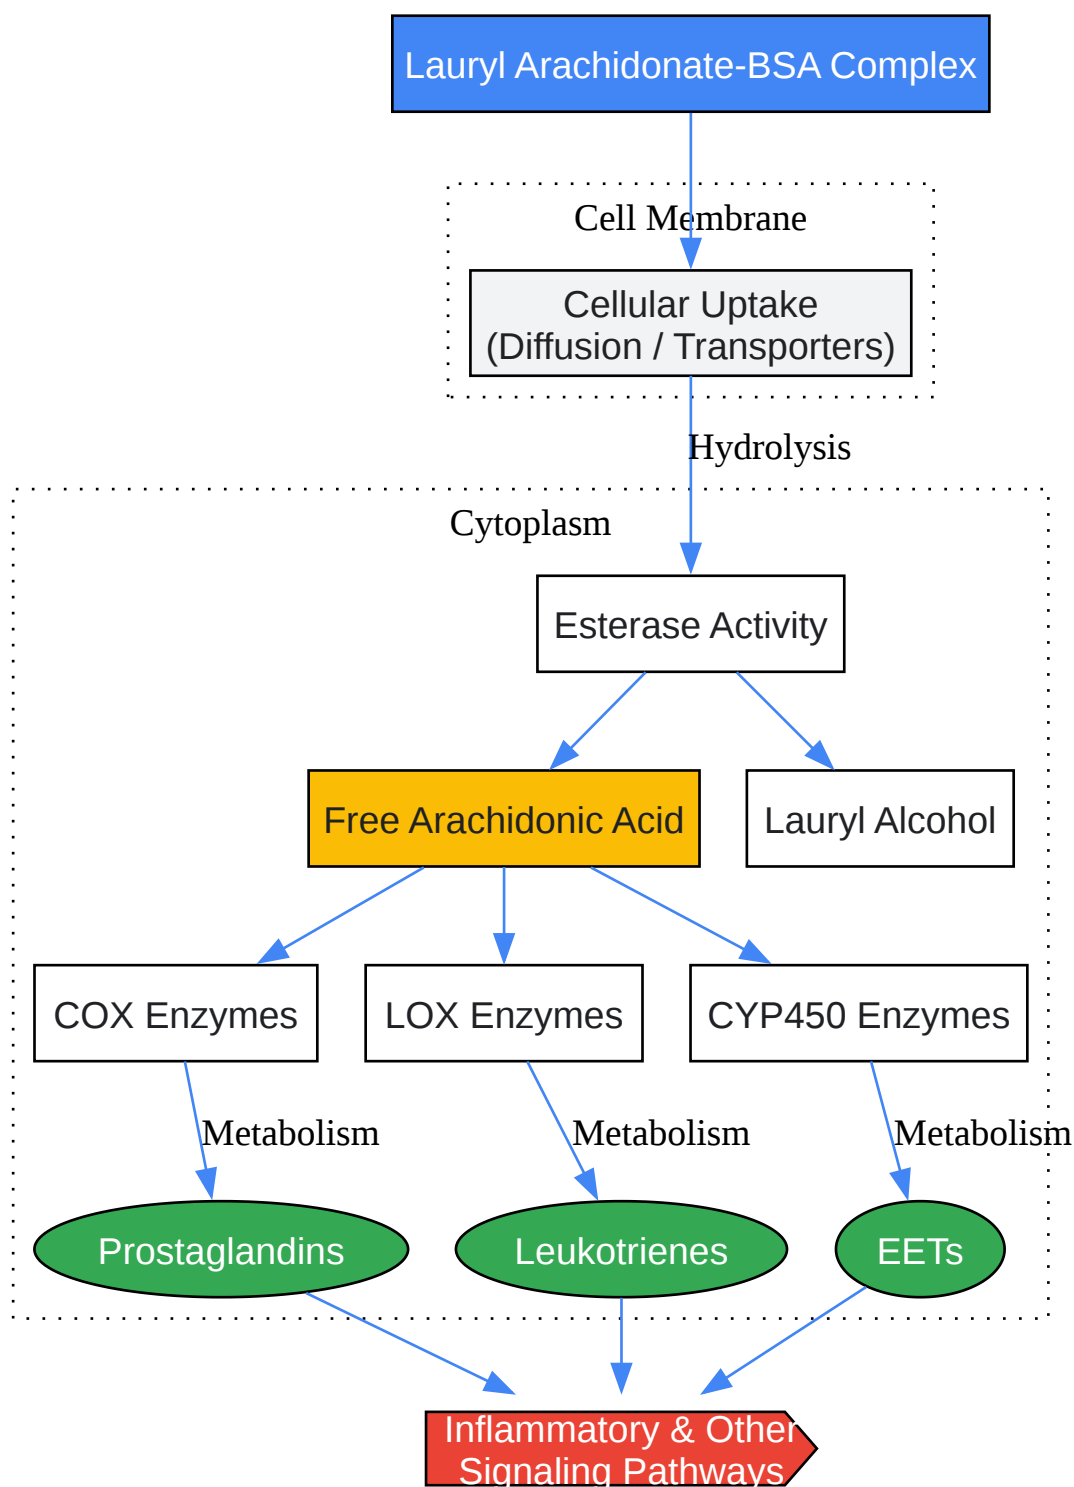 Lauryl Arachidonate-BSA Complex
Cell Membrane
Cellular Uptake
(Diffusion / Transporters)
Hydrolysis
Cytoplasm
Esterase Activity
Free Arachidonic Acid
Lauryl Alcohol
COX Enzymes
LOX Enzymes
CYP450 Enzymes
Metabolism
Metabolism
Metabolism
Prostaglandins
Leukotrienes
EETs
Inflammatory & Other
Signaling Pathways